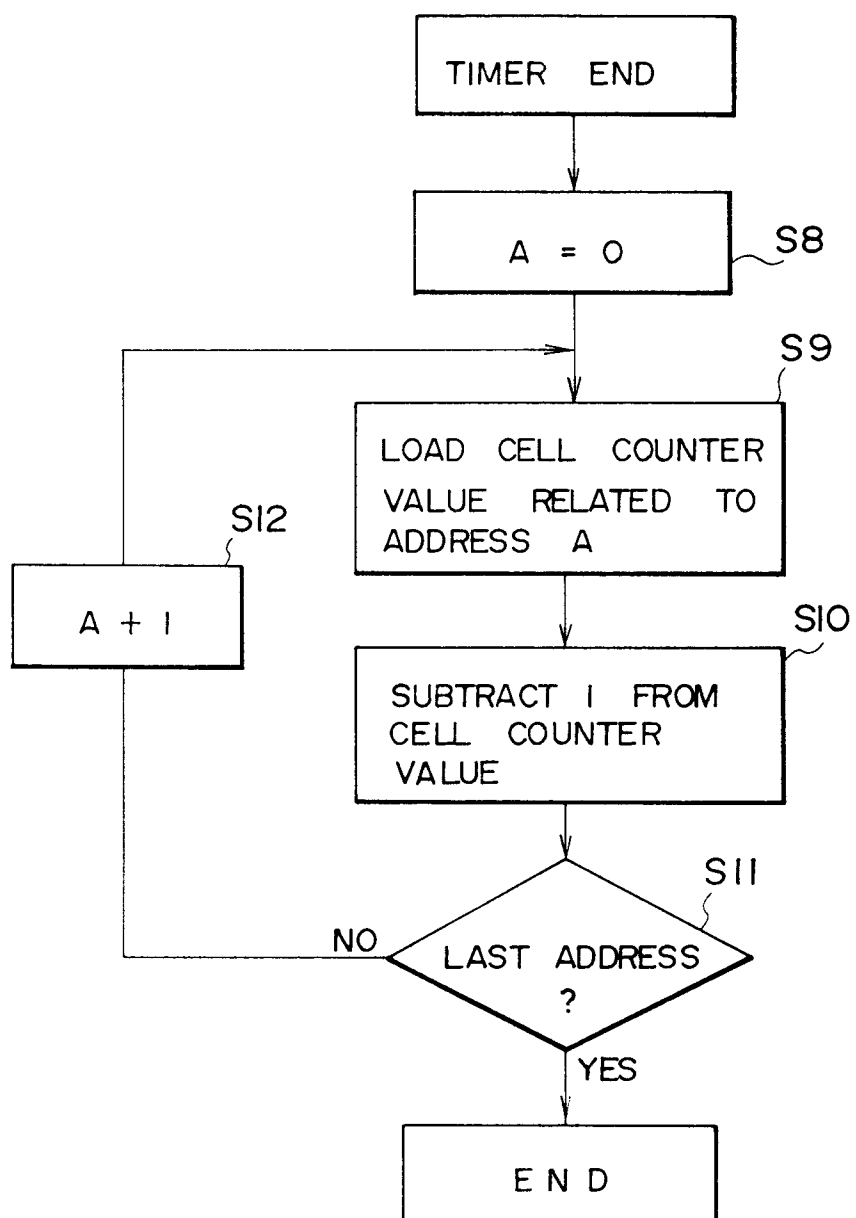 TIMER END
A = 0
S8
S9
LOAD CELL COUNTER
VALUE RELATED TO
ADDRESS A
S12
A + 1
S10
SUBTRACT 1 FROM
CELL COUNTER
VALUE
S11
NO
LAST ADDRESS
?
YES
END